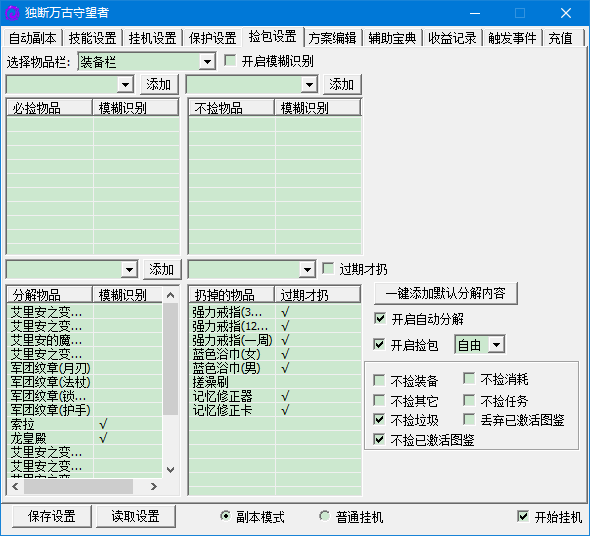 独断万古守望者
自动副本 技能设置 挂机设置 保护设置 捡包设置 方案编辑 辅助宝典 收益记录 触发事件 充值
选择物品栏: 装备栏 开启模糊识别
添加 添加
必捡物品 模糊识别 不捡物品 模糊识别
添加 过期才扔
分解物品 模糊识别
艾里安之变...
艾里安之变...
艾里安的魔...
艾里安之变...
军团纹章(月刃)
军团纹章(法杖)
军团纹章(锁...
军团纹章(护手)
索拉 √
龙皇殿 √
艾里安之变...
艾里安之变...
艾里安之变...
扔掉的物品 过期才扔
强力戒指(3... √
强力戒指(12... √
强力戒指(一周) √
蓝色浴巾(女) √
蓝色浴巾(男) √
搓澡刷
记忆修正器 √
记忆修正卡 √
一键添加默认分解内容
开启自动分解
开启捡包 自由
不捡装备 不捡消耗
不捡其它 不捡任务
不捡垃圾 丢弃已激活图鉴
不捡已激活图鉴
保存设置 读取设置 副本模式 普通挂机 开始挂机